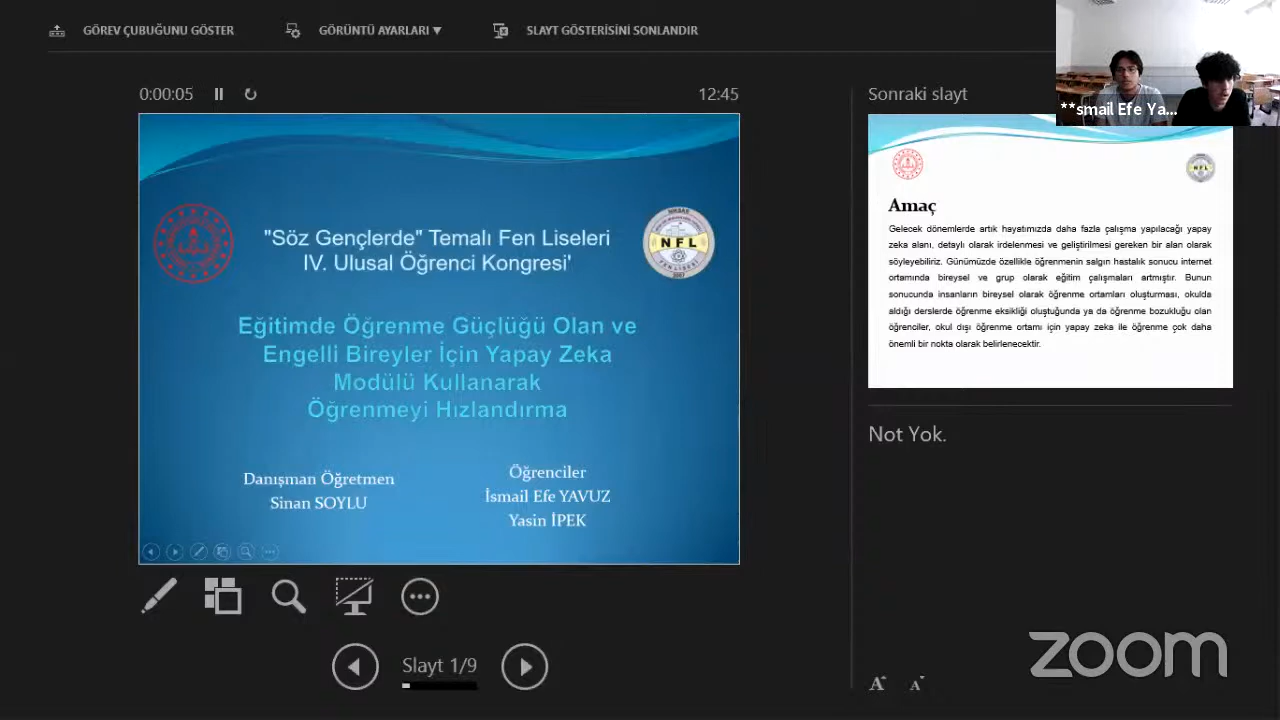 GÖREV ÇUBUĞUNU GÖSTER
GÖRÜNTÜ AYARLARI
SLAYT GÖSTERİSİNİ SONLANDIR
**smail Efe Ya...
0:00:05
12:45
"Söz Gençlerde" Temalı Fen Liseleri
IV. Ulusal Öğrenci Kongresi'
NFL
Eğitimde Öğrenme Güçlüğü Olan ve
Engelli Bireyler İçin Yapay Zeka
Modülü Kullanarak
Öğrenmeyi Hızlandırma
Danışman Öğretmen
Sinan SOYLU
Öğrenciler
İsmail Efe YAVUZ
Yasin İPEK
Slayt 1/9
Sonraki slayt
NFL
Amaç
Gelecek dönemlerde artık hayatımızda daha fazla çalışma yapılacağı yapay
zeka alanı, detaylı olarak irdelenmesi ve geliştirilmesi gereken bir alan olarak
söyleyebiliriz. Günümüzde özellikle öğrenmenin salgın hastalık sonucu internet
ortamında bireysel ve grup olarak eğitim çalışmaları artmıştır. Bunun
sonucunda insanların bireysel olarak öğrenme ortamları oluşturması, okulda
aldığı derslerde öğrenme eksikliği oluştuğunda ya da öğrenme bozukluğu olan
öğrenciler, okul dışı öğrenme ortamı için yapay zeka ile öğrenme çok daha
önemli bir nokta olarak belirlenecektir.
Not Yok.
A A
zoom